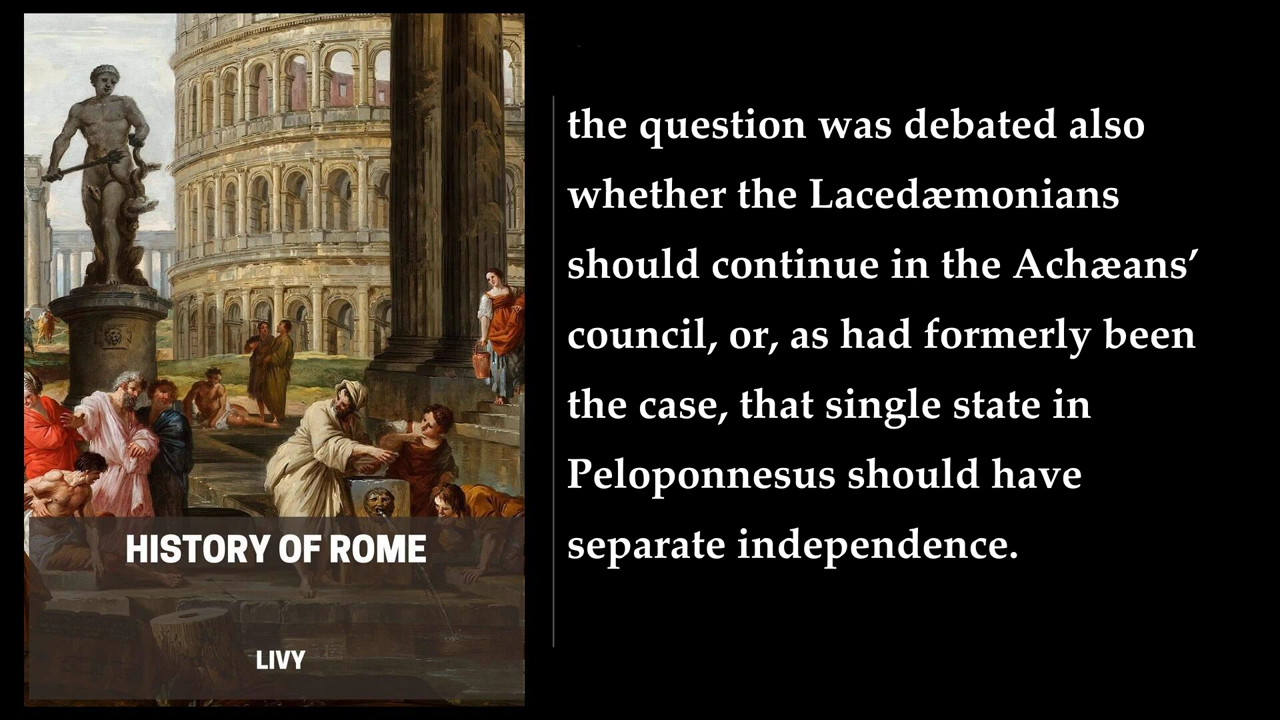 HISTORY OF ROME
LIVY
the question was debated also
whether the Lacedæmonians
should continue in the Achæans’
council, or, as had formerly been
the case, that single state in
Peloponnesus should have
separate independence.